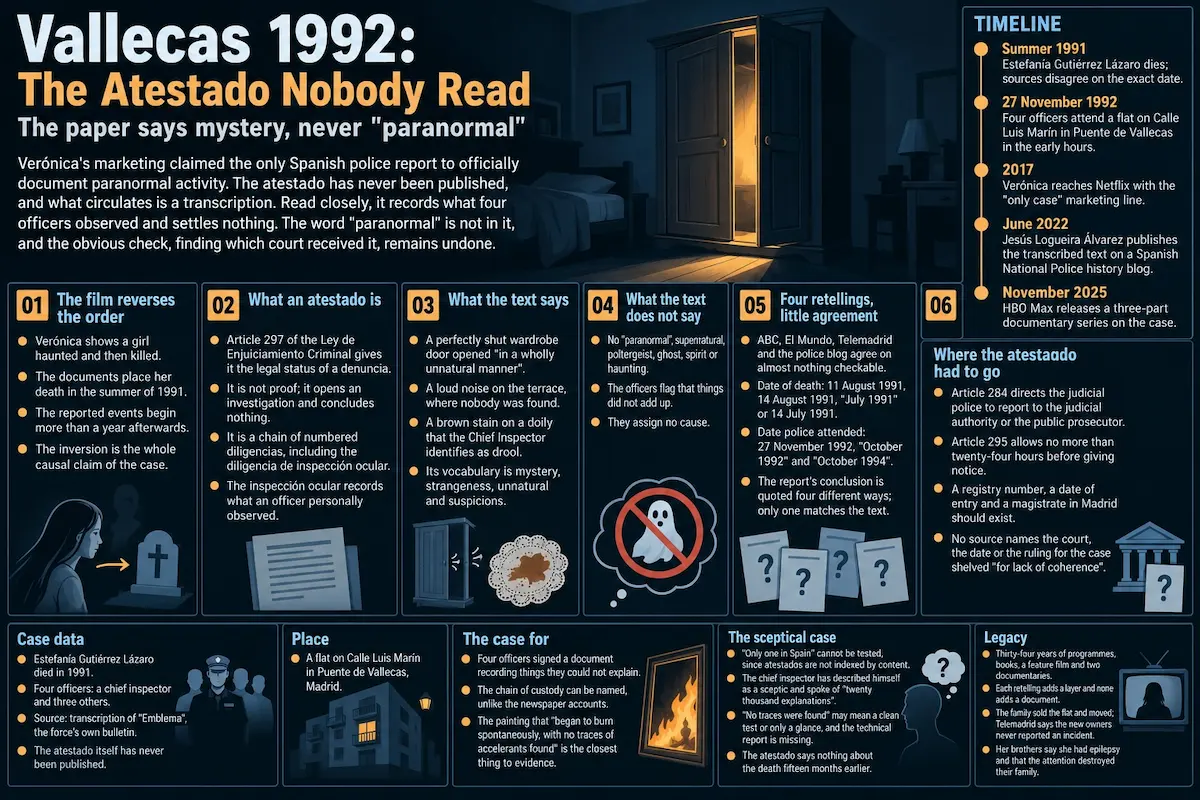 Vallecas 1992:
The Atestado Nobody Read
The paper says mystery, never "paranormal"
Verónica's marketing claimed the only Spanish police report to officially
document paranormal activity. The atestado has never been published,
and what circulates is a transcription. Read closely, it records what four
officers observed and settles nothing. The word "paranormal" is not in it,
and the obvious check, finding which court received it, remains undone.
TIMELINE
Summer 1991
Estefanía Gutiérrez Lázaro dies;
sources disagree on the exact date.
27 November 1992
Four officers attend a flat on Calle
Luis Marín in Puente de Vallecas
in the early hours.
2017
Verónica reaches Netflix with the
"only case" marketing line.
June 2022
Jesús Logueira Álvarez publishes
the transcribed text on a Spanish
National Police history blog.
November 2025
HBO Max releases a three-part
documentary series on the case.
01
The film reverses
the order
Verónica shows a girl
haunted and then killed.
The documents place her
death in the summer of 1991.
The reported events begin
more than a year afterwards.
The inversion is the whole
causal claim of the case.
02
What an atestado is
Article 297 of the Ley de
Enjuiciamiento Criminal gives
it the legal status of a denuncia.
It is not proof; it opens an
investigation and concludes
nothing.
It is a chain of numbered
diligencias, including the
diligencia de inspección ocular.
The inspección ocular records
what an officer personally
observed.
03
What the text says
A perfectly shut wardrobe
door opened "in a wholly
unnatural manner".
A loud noise on the terrace,
where nobody was found.
A brown stain on a doily
that the Chief Inspector
identifies as drool.
Its vocabulary is mystery,
strangeness, unnatural
and suspicions.
04
What the text
does not say
No "paranormal", supernatural,
poltergeist, ghost, spirit or
haunting.
The officers flag that things
did not add up.
They assign no cause.
05
Four retellings,
little agreement
ABC, El Mundo, Telemadrid
and the police blog agree on
almost nothing checkable.
Date of death: 11 August 1991,
14 August 1991, "July 1991"
or 14 July 1991.
Date police attended:
27 November 1992, "October
1992" and "October 1994".
The report's conclusion is
quoted four different ways;
only one matches the text.
?
?
?
?
06
Where the atestaado
had to go
Article 284 directs the judicial
police to report to the judicial
authority or the public prosecutor.
Article 295 allows no more than
twenty-four hours before giving
notice.
A registry number, a date of
entry and a magistrate in Madrid
should exist.
No source names the court,
the date or the ruling for the case
shelved "for lack of coherence".
?
Case data
Estefanía Gutiérrez Lázaro
died in 1991.
Four officers: a chief inspector
and three others.
Source: transcription of "Emblema",
the force's own bulletin.
The atestado itself has never
been published.
Place
A flat on Calle Luis Marín
in Puente de Vallecas,
Madrid.
The case for
Four officers signed a document
recording things they could not explain.
The chain of custody can be named,
unlike the newspaper accounts.
The painting that "began to burn
spontaneously, with no traces of
accelerants found" is the closest
thing to evidence.
The sceptical case
"Only one in Spain" cannot be tested,
since atestados are not indexed by content.
The chief inspector has described himself
as a sceptic and spoke of "twenty
thousand explanations".
"No traces were found" may mean a clean
test or only a glance, and the technical
report is missing.
The atestado says nothing about
the death fifteen months earlier.
?
Legacy
Thirty-four years of programmes,
books, a feature film and two
documentaries.
Each retelling adds a layer and none
adds a document.
The family sold the flat and moved;
Telemadrid says the new owners
never reported an incident.
Her brothers say she had epilepsy
and that the attention destroyed
their family.